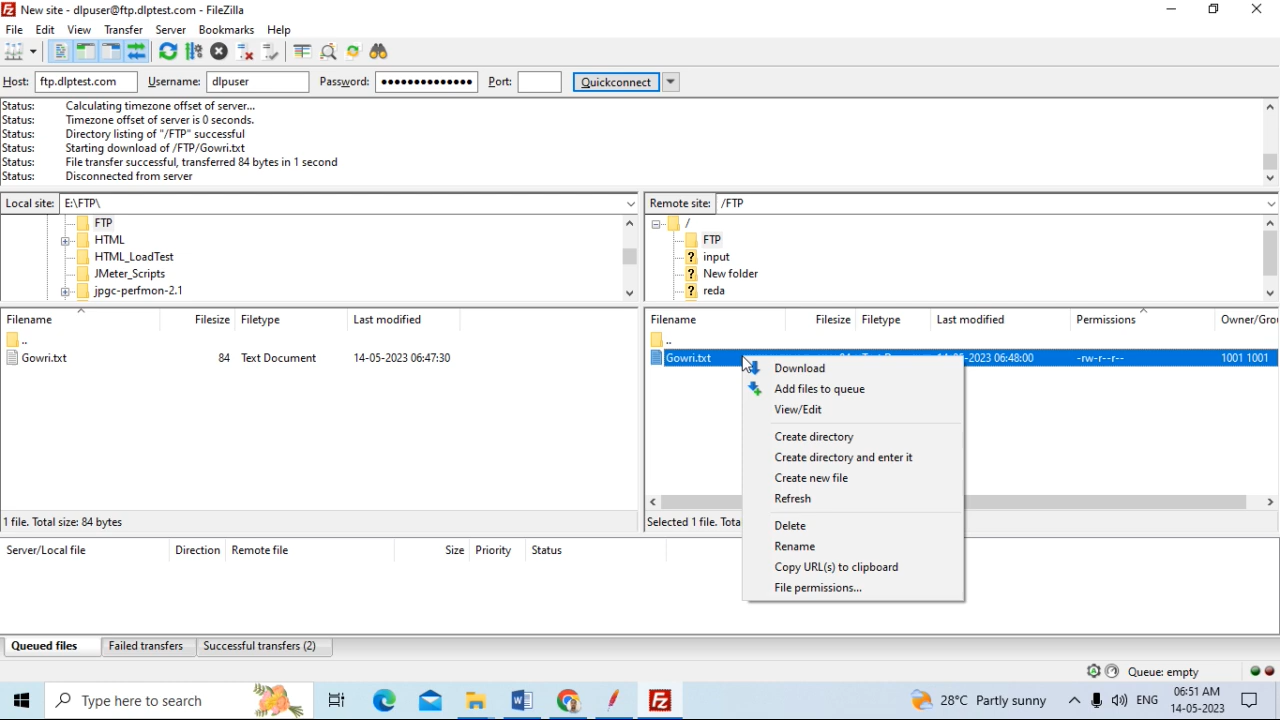 New site - dlpuser@ftp.dlptest.com - FileZilla
File Edit View Transfer Server Bookmarks Help
Host: ftp.dlptest.com Username: dlpuser Password: ●●●●●●●●●●●●●● Port: Quickconnect
Status: Calculating timezone offset of server...
Status: Timezone offset of server is 0 seconds.
Status: Directory listing of "/FTP" successful
Status: Starting download of /FTP/Gowri.txt
Status: File transfer successful, transferred 84 bytes in 1 second
Status: Disconnected from server
Local site: E:\FTP\
FTP
HTML
HTML_LoadTest
JMeter_Scripts
jpgc-perfmon-2.1
Remote site: /FTP
/
FTP
input
New folder
reda
Filename Filesize Filetype Last modified
..
Gowri.txt 84 Text Document 14-05-2023 06:47:30
1 file. Total size: 84 bytes
Filename Filesize Filetype Last modified Permissions Owner/Gro
..
Gowri.txt -2023 06:48:00 -rw-r--r-- 1001 1001
Selected 1 file. Tota
Download
Add files to queue
View/Edit
Create directory
Create directory and enter it
Create new file
Refresh
Delete
Rename
Copy URL(s) to clipboard
File permissions...
Server/Local file Direction Remote file Size Priority Status
Queued files Failed transfers Successful transfers (2)
Queue: empty
Type here to search
28°C Partly sunny ENG
06:51 AM
14-05-2023